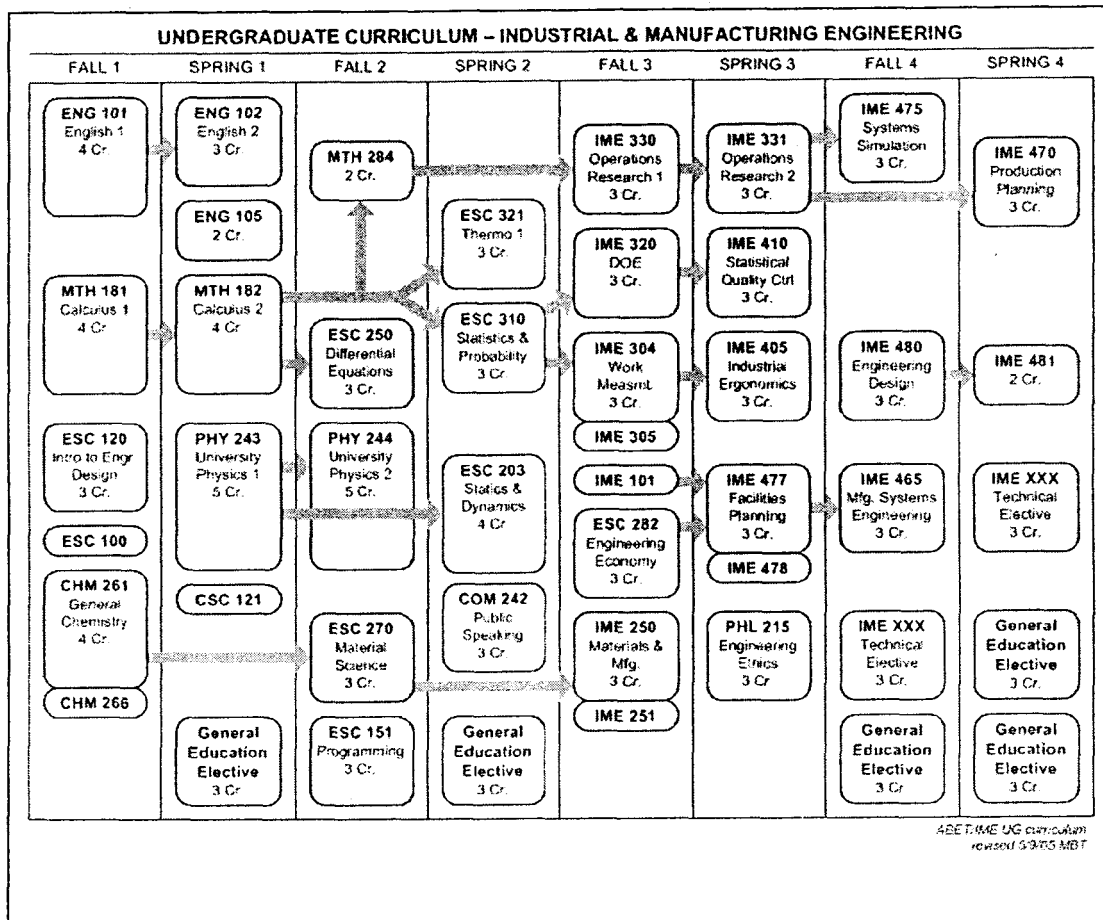 UNDERGRADUATE CURRICULUM – INDUSTRIAL & MANUFACTURING ENGINEERING
FALL 1
SPRING 1
FALL 2
SPRING 2
FALL 3
SPRING 3
FALL 4
SPRING 4
ENG 101
English 1
4 Cr.
MTH 181
Calculus 1
4 Cr.
ESC 120
Intro to Engr
Design
3 Cr.
ESC 100
CHM 261
General
Chemistry
4 Cr.
CHM 266
ENG 102
English 2
3 Cr.
ENG 105
2 Cr.
MTH 182
Calculus 2
4 Cr.
PHY 243
University
Physics 1
5 Cr.
CSC 121
General
Education
Elective
3 Cr.
MTH 284
2 Cr.
ESC 250
Differential
Equations
3 Cr.
PHY 244
University
Physics 2
5 Cr.
ESC 270
Material
Science
3 Cr.
ESC 151
Programming
3 Cr.
ESC 321
Thermo 1
3 Cr.
ESC 310
Statistics &
Probability
3 Cr.
ESC 203
Statics &
Dynamics
4 Cr
COM 242
Public
Speaking
3 Cr.
General
Education
Elective
3 Cr.
IME 330
Operations
Research 1
3 Cr.
IME 320
DOE
3 Cr.
IME 304
Work
Measmt.
3 Cr.
IME 305
IME 101
ESC 282
Engineering
Economy
3 Cr.
IME 250
Materials &
Mfg.
3 Cr.
IME 251
IME 331
Operations
Research 2
3 Cr.
IME 410
Statistical
Quality Ctrl
3 Cr.
IME 405
Industrial
Ergonomics
3 Cr.
IME 477
Facilities
Planning
3 Cr.
IME 478
PHL 215
Engineering
Ethics
3 Cr
IME 475
Systems
Simulation
3 Cr.
IME 480
Engineering
Design
3 Cr.
IME 465
Mfg. Systems
Engineering
3 Cr.
IME XXX
Technical
Elective
3 Cr.
General
Education
Elective
3 Cr.
IME 470
Production
Planning
3 Cr.
IME 481
2 Cr.
IME XXX
Technical
Elective
3 Cr.
General
Education
Elective
3 Cr.
General
Education
Elective
3 Cr.
ABET/IME UG curriculum
revised MBT